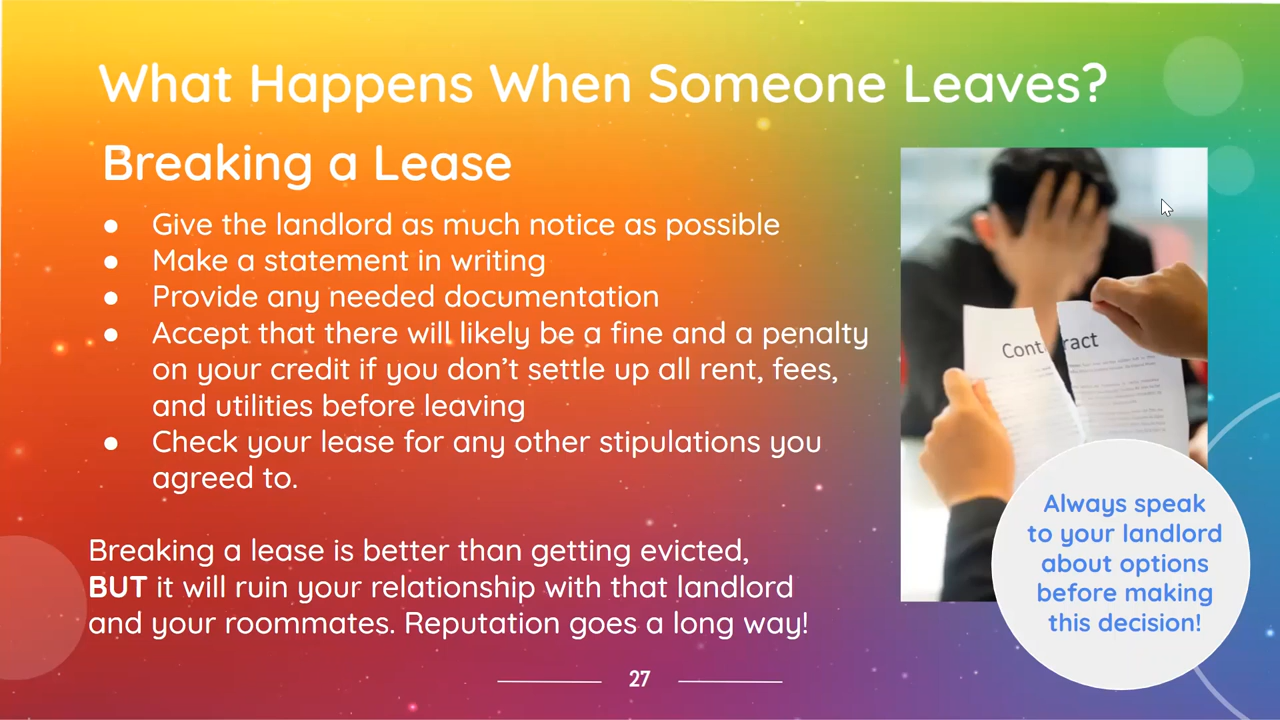 What Happens When Someone Leaves?
Breaking a Lease
● Give the landlord as much notice as possible
● Make a statement in writing
● Provide any needed documentation
● Accept that there will likely be a fine and a penalty
on your credit if you don’t settle up all rent, fees,
and utilities before leaving
● Check your lease for any other stipulations you
agreed to.
Breaking a lease is better than getting evicted,
BUT it will ruin your relationship with that landlord
and your roommates. Reputation goes a long way!
Contract
Always speak
to your landlord
about options
before making
this decision!
27